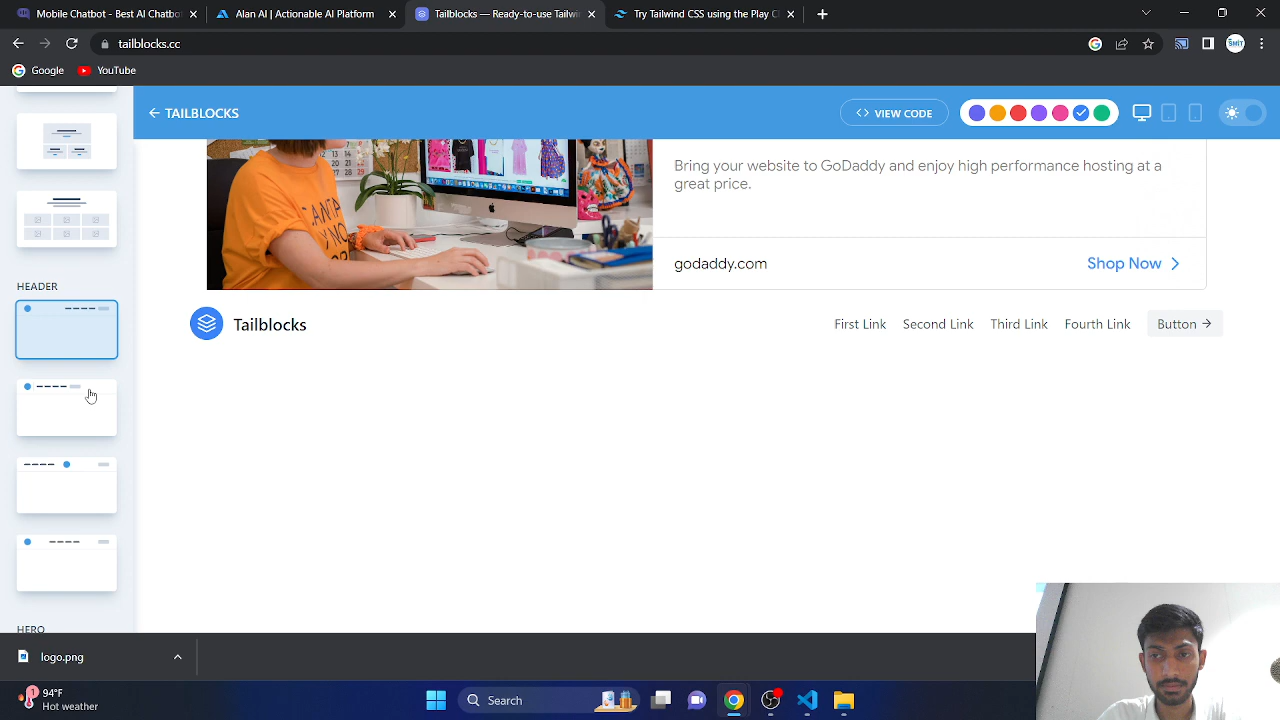 Mobile Chatbot - Best AI Chatbot
Alan AI | Actionable AI Platform
Tailblocks — Ready-to-use Tailwin
Try Tailwind CSS using the Play C
tailblocks.cc
Google
YouTube
TAILBLOCKS
VIEW CODE
Bring your website to GoDaddy and enjoy high performance hosting at a
great price.
godaddy.com
Shop Now
HEADER
Tailblocks
First Link
Second Link
Third Link
Fourth Link
Button →
HERO
logo.png
94°F
Hot weather
Search